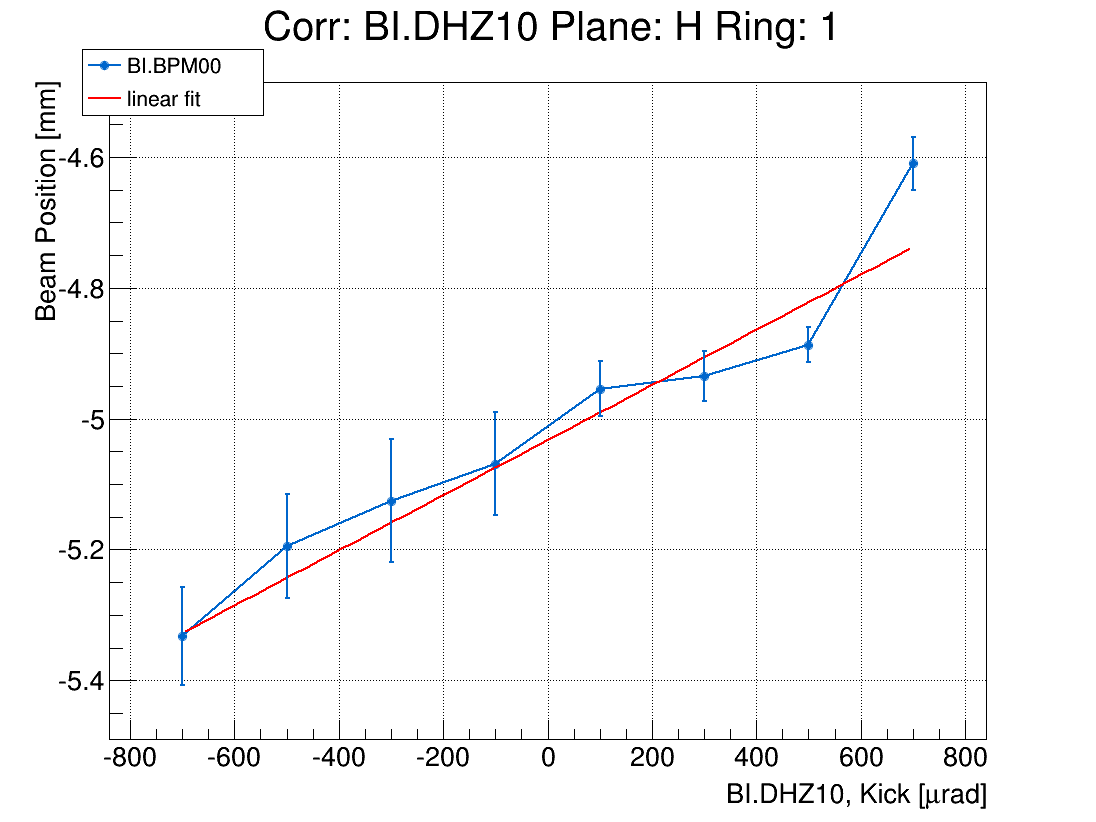 Corr: BI.DHZ10 Plane: H Ring: 1
BI.BPM00
linear fit
Beam Position [mm]
-4.6
-4.8
-5
-5.2
-5.4
-800 -600 -400 -200 0 200 400 600 800
BI.DHZ10, Kick [μrad]